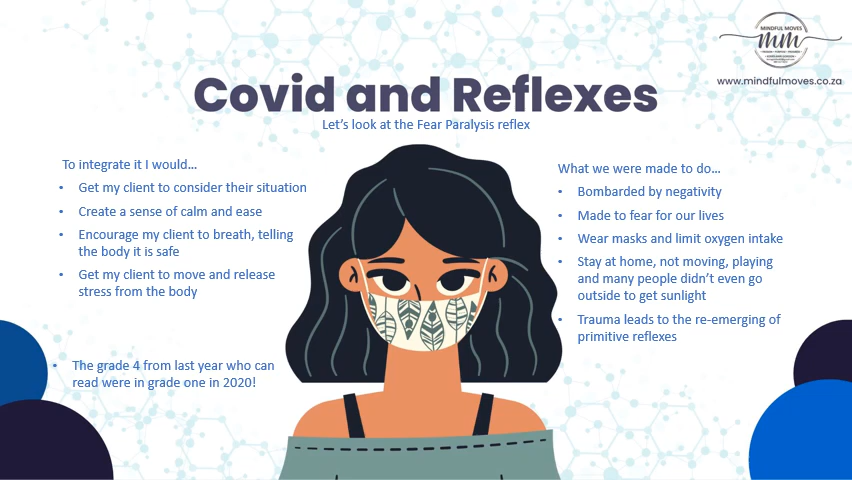 MINDFUL MOVES
MM
www.mindfulmoves.co.za
Covid and Reflexes
Let's look at the Fear Paralysis reflex
To integrate it I would…
• Get my client to consider their situation
• Create a sense of calm and ease
• Encourage my client to breath, telling
the body it is safe
• Get my client to move and release
stress from the body
• The grade 4 from last year who can
read were in grade one in 2020!
What we were made to do…
• Bombarded by negativity
• Made to fear for our lives
• Wear masks and limit oxygen intake
• Stay at home, not moving, playing
and many people didn't even go
outside to get sunlight
• Trauma leads to the re-emerging of
primitive reflexes